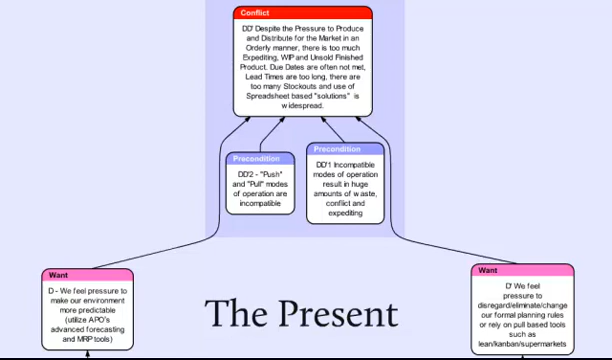 Conflict
DD' Despite the Pressure to Produce
and Distribute for the Market in an
Orderly manner, there is too much
Expediting, WIP and Unsold Finished
Product. Due Dates are often not met,
Lead Times are too long, there are
too many Stockouts and use of
Spreadsheet based "solutions" is
widespread.
Precondition
DD'2 - "Push"
and "Pull" modes
of operation are
incompatible
Precondition
DD'1 Incompatible
modes of operation
result in huge
amounts of waste,
conflict and
expediting
Want
D - We feel pressure to
make our environment
more predictable
(utilize APO's
advanced forecasting
and MRP tools)
The Present
Want
D' We feel
pressure to
disregard/eliminate/change
our formal planning rules
or rely on pull based tools
such as
lean/kanban/supermarkets